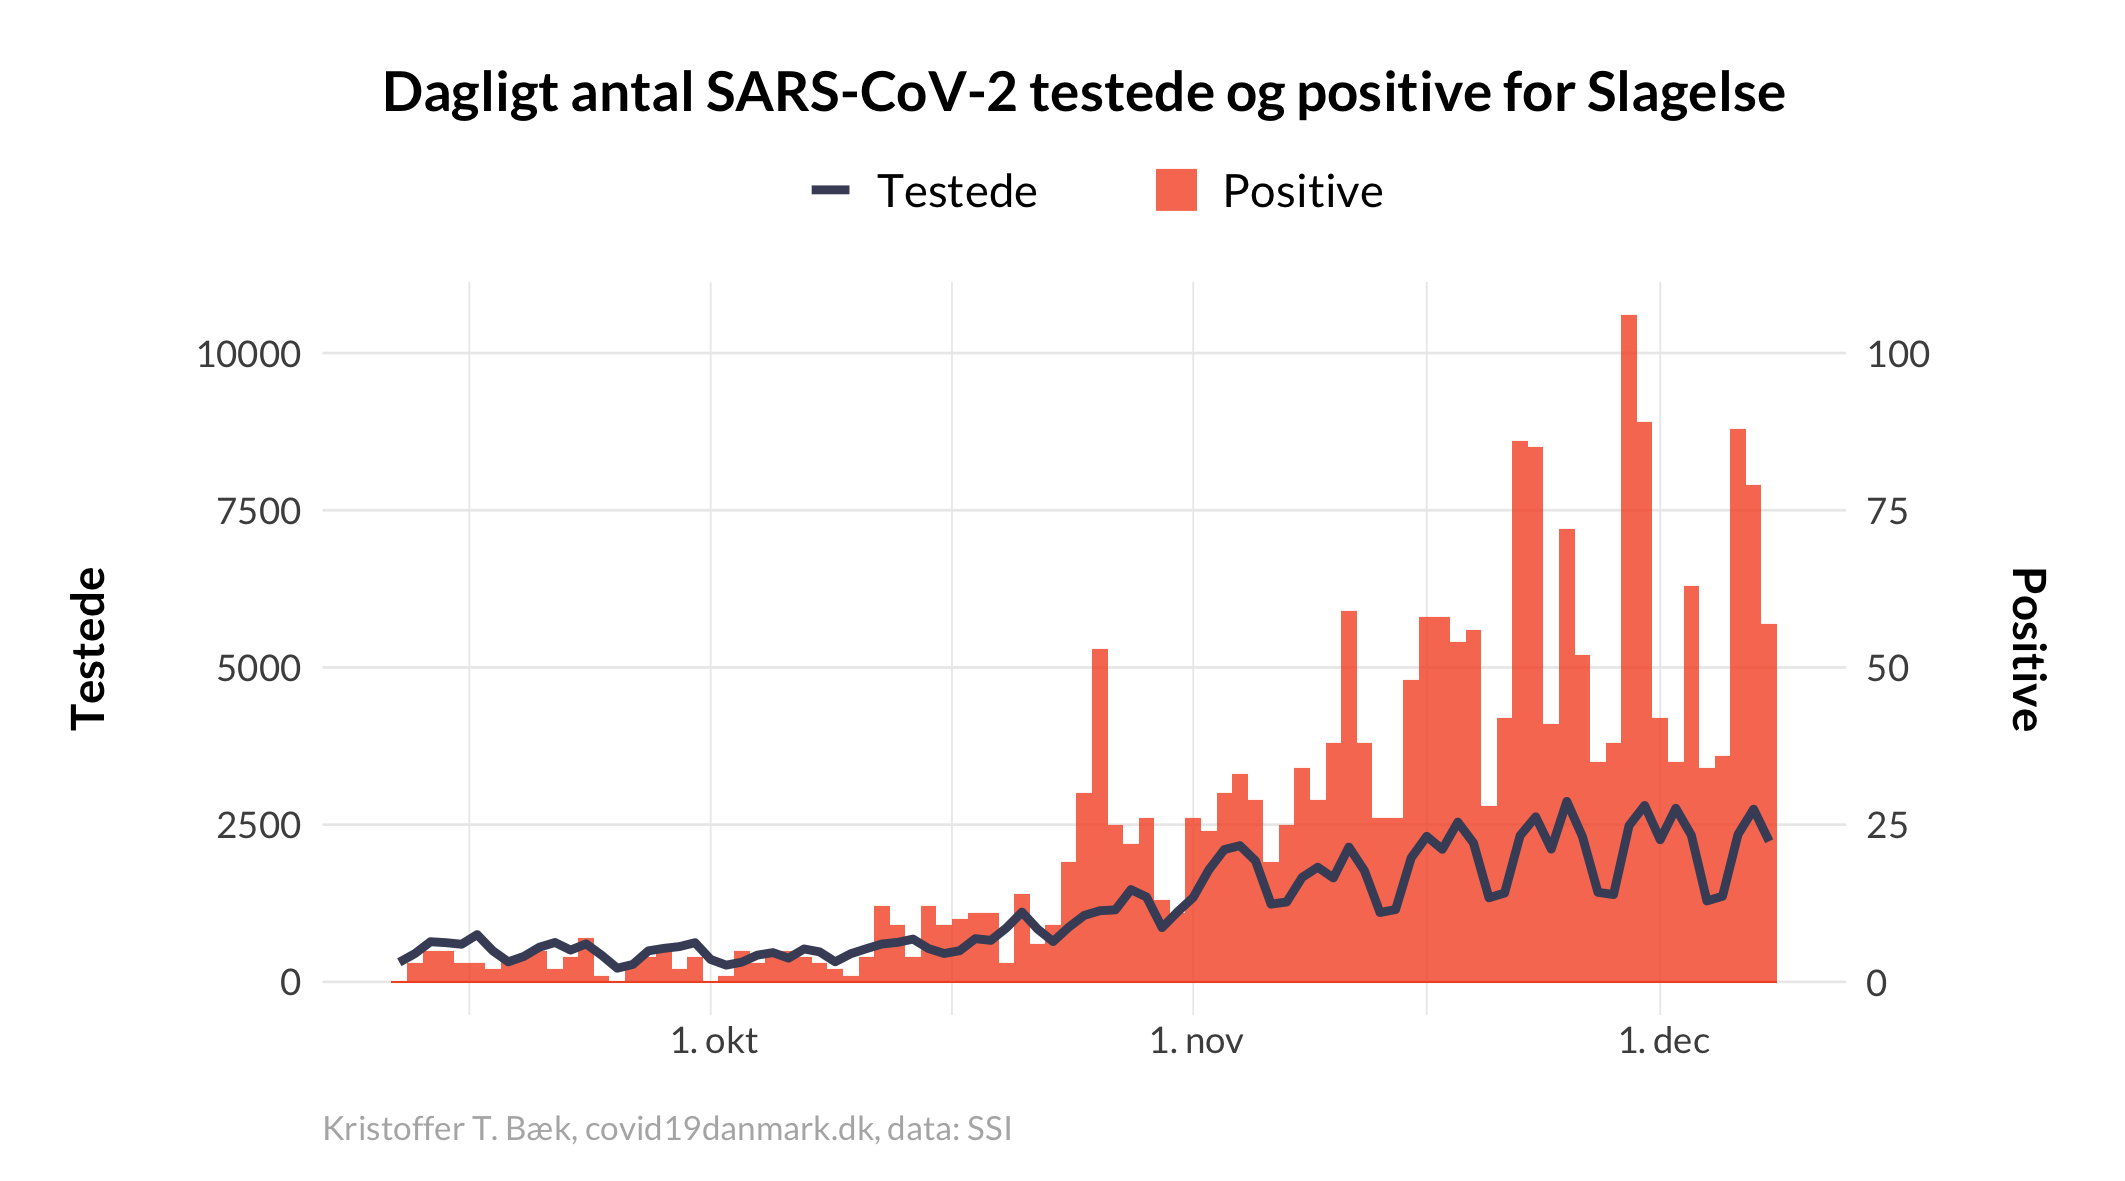 Dagligt antal SARS-CoV-2 testede og positive for Slagelse
Testede
Positive
10000
7500
5000
2500
0
Testede
100
75
50
25
0
Positive
1. okt
1. nov
1. dec
Kristoffer T. Bæk, covid19danmark.dk, data: SSI